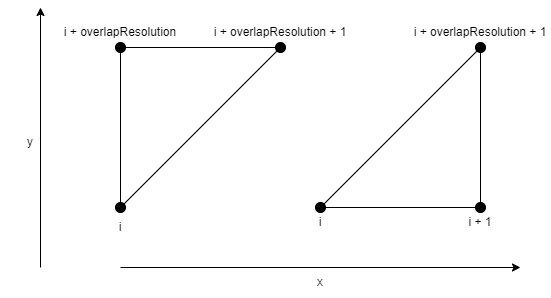 i + overlapResolution
i + overlapResolution + 1
i + overlapResolution + 1
y
i
i
i + 1
x